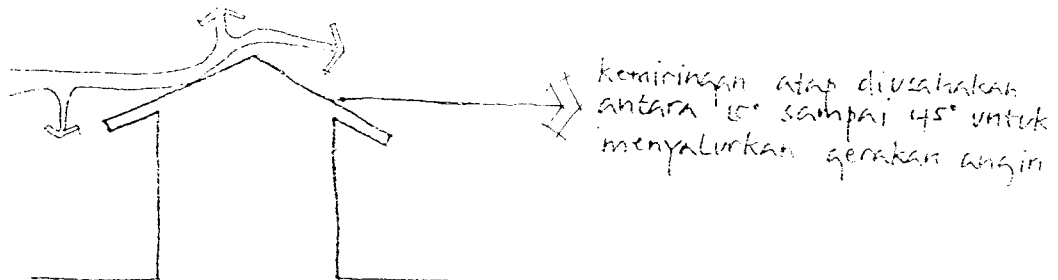 kemiringan atap diusahakan
antara 15° sampai 45° untuk
menyalurkan gerakan angin